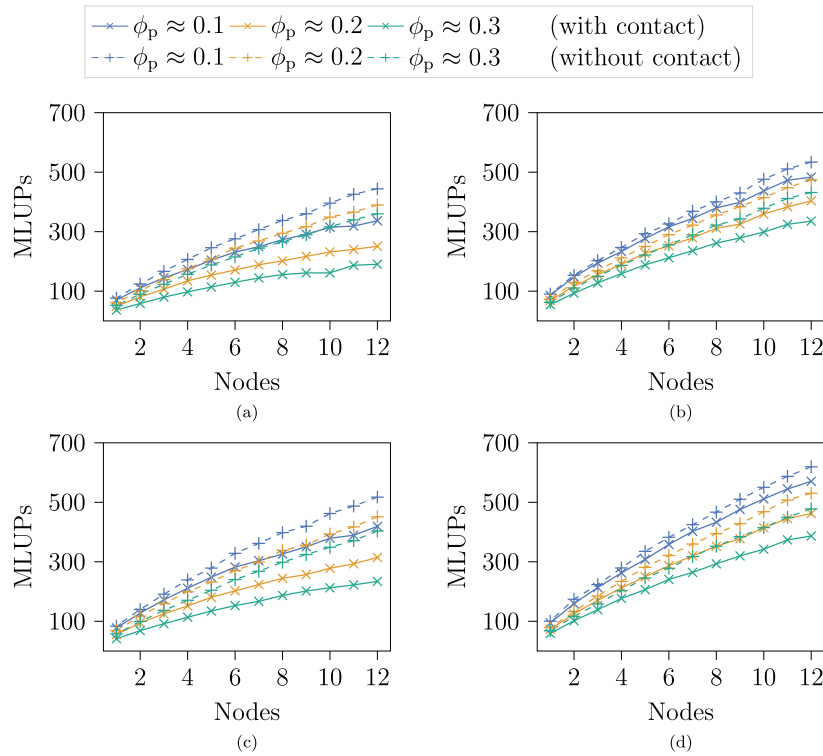 ϕp ≈ 0.1 ϕp ≈ 0.2 ϕp ≈ 0.3 (with contact)
ϕp ≈ 0.1 ϕp ≈ 0.2 ϕp ≈ 0.3 (without contact)
700
500
300
100
MLUPs
2 4 6 8 10 12
Nodes
(a)
700
500
300
100
MLUPs
2 4 6 8 10 12
Nodes
(b)
700
500
300
100
MLUPs
2 4 6 8 10 12
Nodes
(c)
700
500
300
100
MLUPs
2 4 6 8 10 12
Nodes
(d)